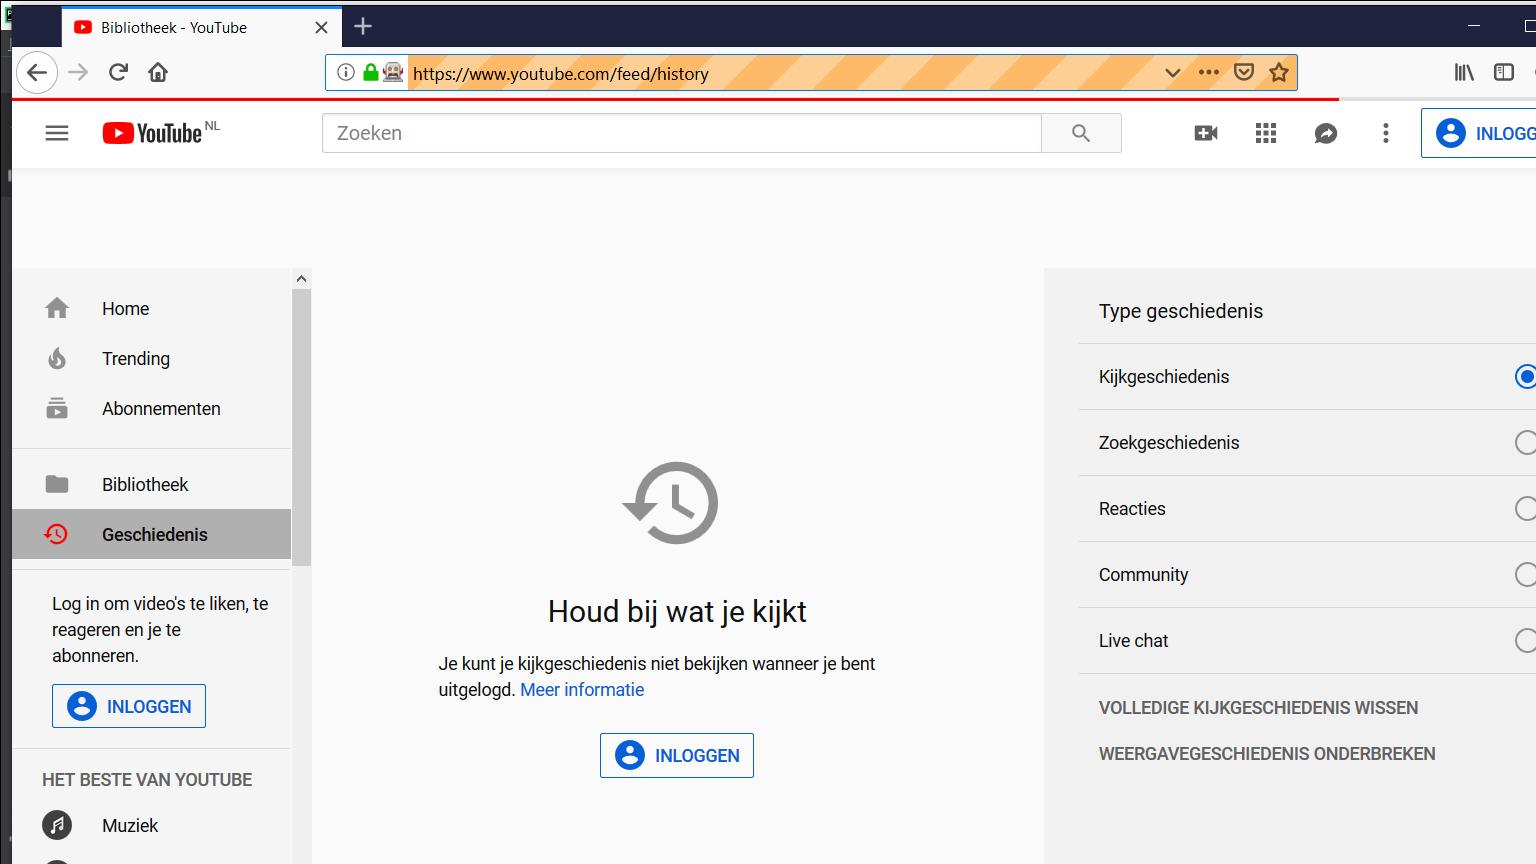 Bibliotheek - YouTube
https://www.youtube.com/feed/history
YouTube NL
Zoeken
Home
Trending
Abonnementen
Bibliotheek
Geschiedenis
Log in om video's te liken, te
reageren en je te
abonneren.
INLOGGEN
HET BESTE VAN YOUTUBE
Muziek
Houd bij wat je kijkt
Je kunt je kijkgeschiedenis niet bekijken wanneer je bent
uitgelogd. Meer informatie
INLOGGEN
INLOGG
Type geschiedenis
Kijkgeschiedenis
Zoekgeschiedenis
Reacties
Community
Live chat
VOLLEDIGE KIJKGESCHIEDENIS WISSEN
WEERGAVEGESCHIEDENIS ONDERBREKEN